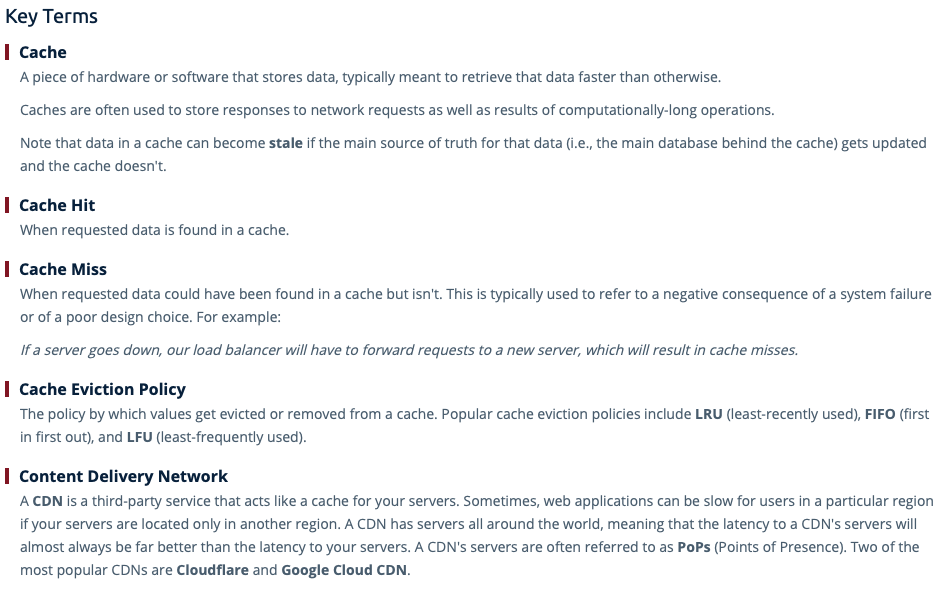 Key Terms
Cache
A piece of hardware or software that stores data, typically meant to retrieve that data faster than otherwise.
Caches are often used to store responses to network requests as well as results of computationally-long operations.
Note that data in a cache can become stale if the main source of truth for that data (i.e., the main database behind the cache) gets updated
and the cache doesn't.
Cache Hit
When requested data is found in a cache.
Cache Miss
When requested data could have been found in a cache but isn't. This is typically used to refer to a negative consequence of a system failure
or of a poor design choice. For example:
If a server goes down, our load balancer will have to forward requests to a new server, which will result in cache misses.
Cache Eviction Policy
The policy by which values get evicted or removed from a cache. Popular cache eviction policies include LRU (least-recently used), FIFO (first
in first out), and LFU (least-frequently used).
Content Delivery Network
A CDN is a third-party service that acts like a cache for your servers. Sometimes, web applications can be slow for users in a particular region
if your servers are located only in another region. A CDN has servers all around the world, meaning that the latency to a CDN's servers will
almost always be far better than the latency to your servers. A CDN's servers are often referred to as PoPs (Points of Presence). Two of the
most popular CDNs are Cloudflare and Google Cloud CDN.